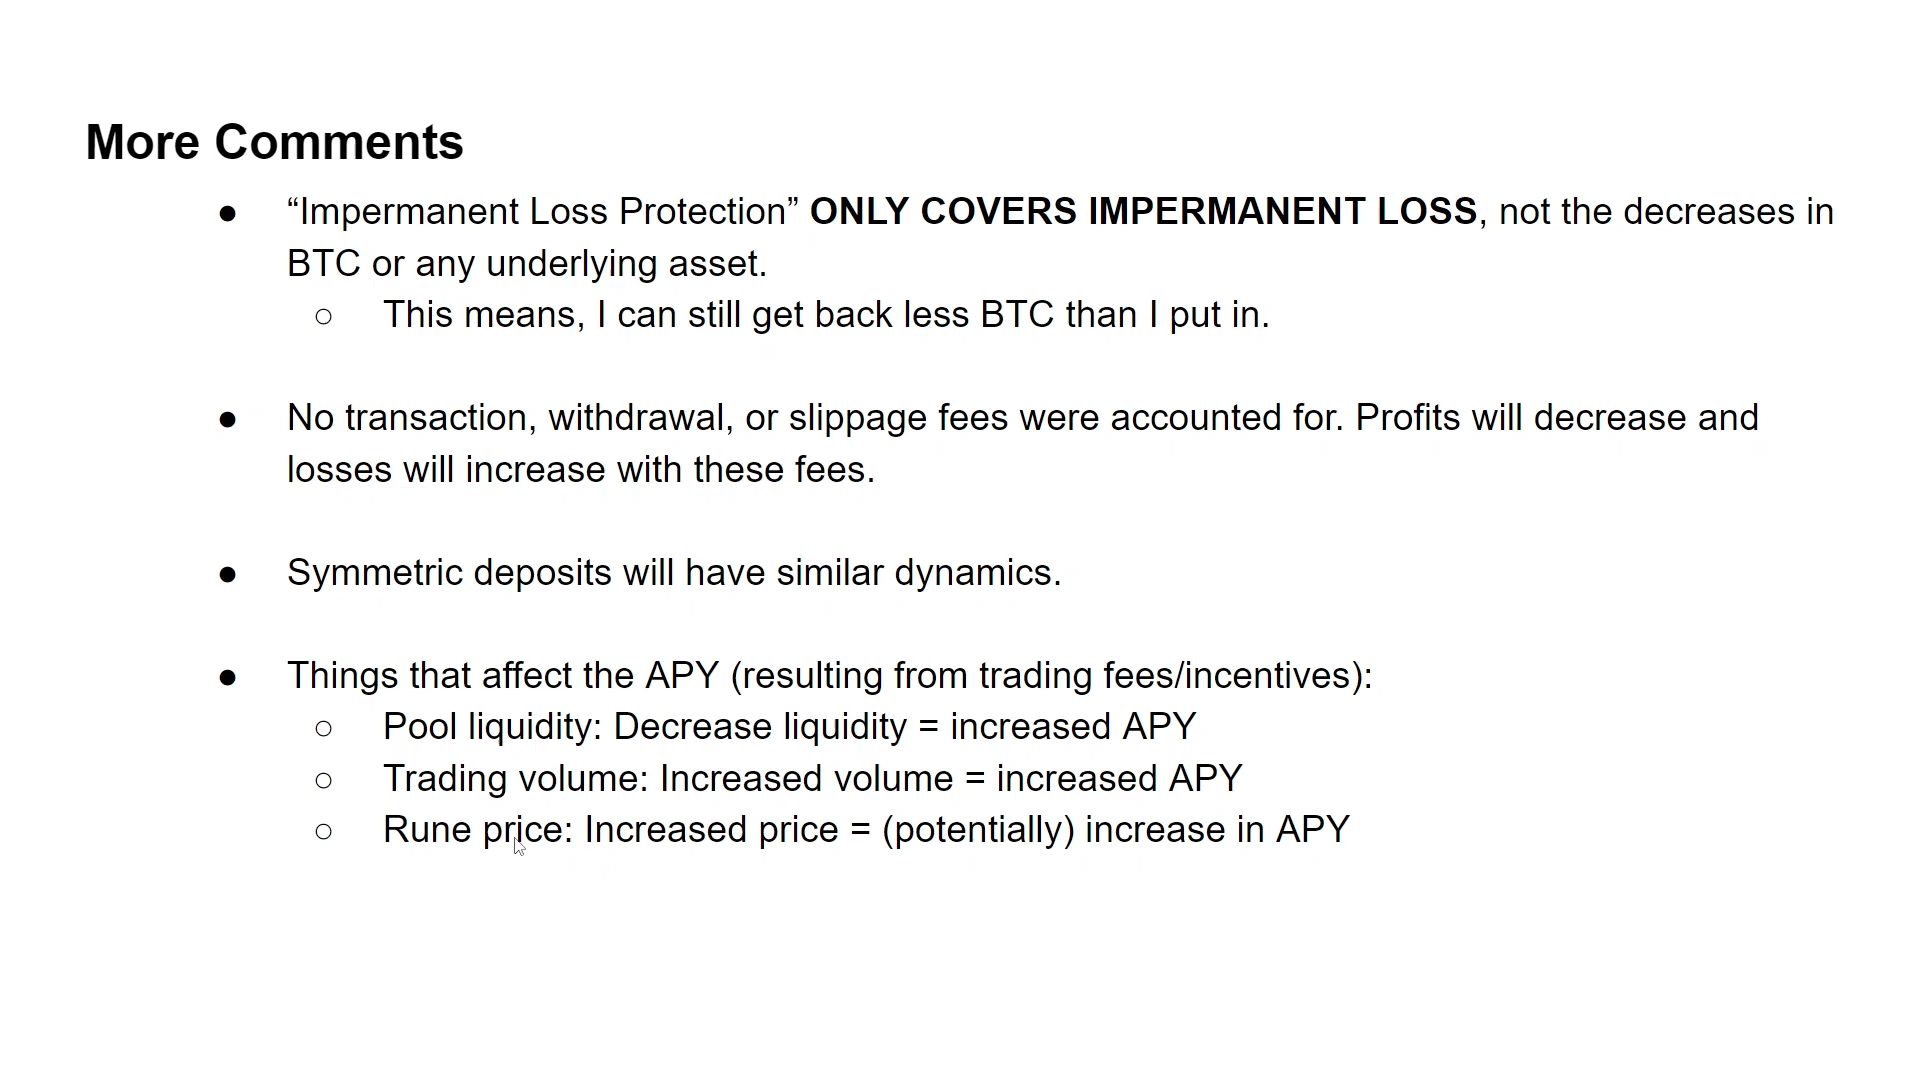 More Comments
● “Impermanent Loss Protection” ONLY COVERS IMPERMANENT LOSS, not the decreases in
BTC or any underlying asset.
○ This means, I can still get back less BTC than I put in.
● No transaction, withdrawal, or slippage fees were accounted for. Profits will decrease and
losses will increase with these fees.
● Symmetric deposits will have similar dynamics.
● Things that affect the APY (resulting from trading fees/incentives):
○ Pool liquidity: Decrease liquidity = increased APY
○ Trading volume: Increased volume = increased APY
○ Rune price: Increased price = (potentially) increase in APY